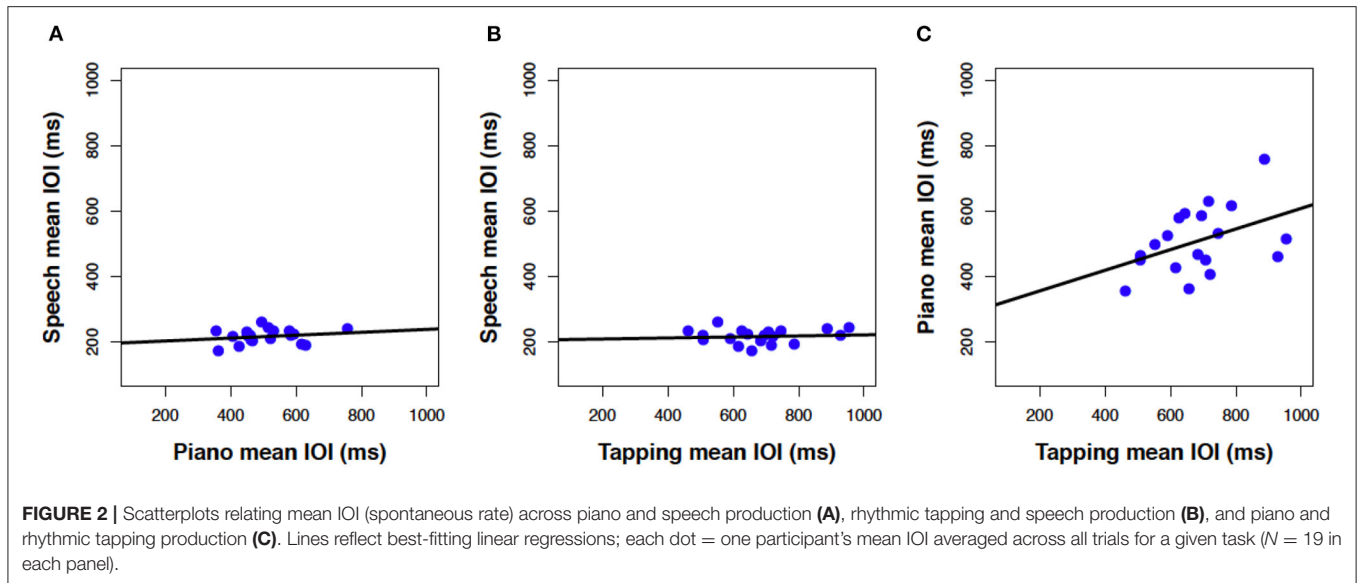 A
B
C
Speech mean IOI (ms)
200 400 600 800 1000
200 400 600 800 1000
Piano mean IOI (ms)
Speech mean IOI (ms)
200 400 600 800 1000
200 400 600 800 1000
Tapping mean IOI (ms)
Piano mean IOI (ms)
200 400 600 800 1000
200 400 600 800 1000
Tapping mean IOI (ms)
FIGURE 2 | Scatterplots relating mean IOI (spontaneous rate) across piano and speech production (A), rhythmic tapping and speech production (B), and piano and
rhythmic tapping production (C). Lines reflect best-fitting linear regressions; each dot = one participant's mean IOI averaged across all trials for a given task (N = 19 in
each panel).